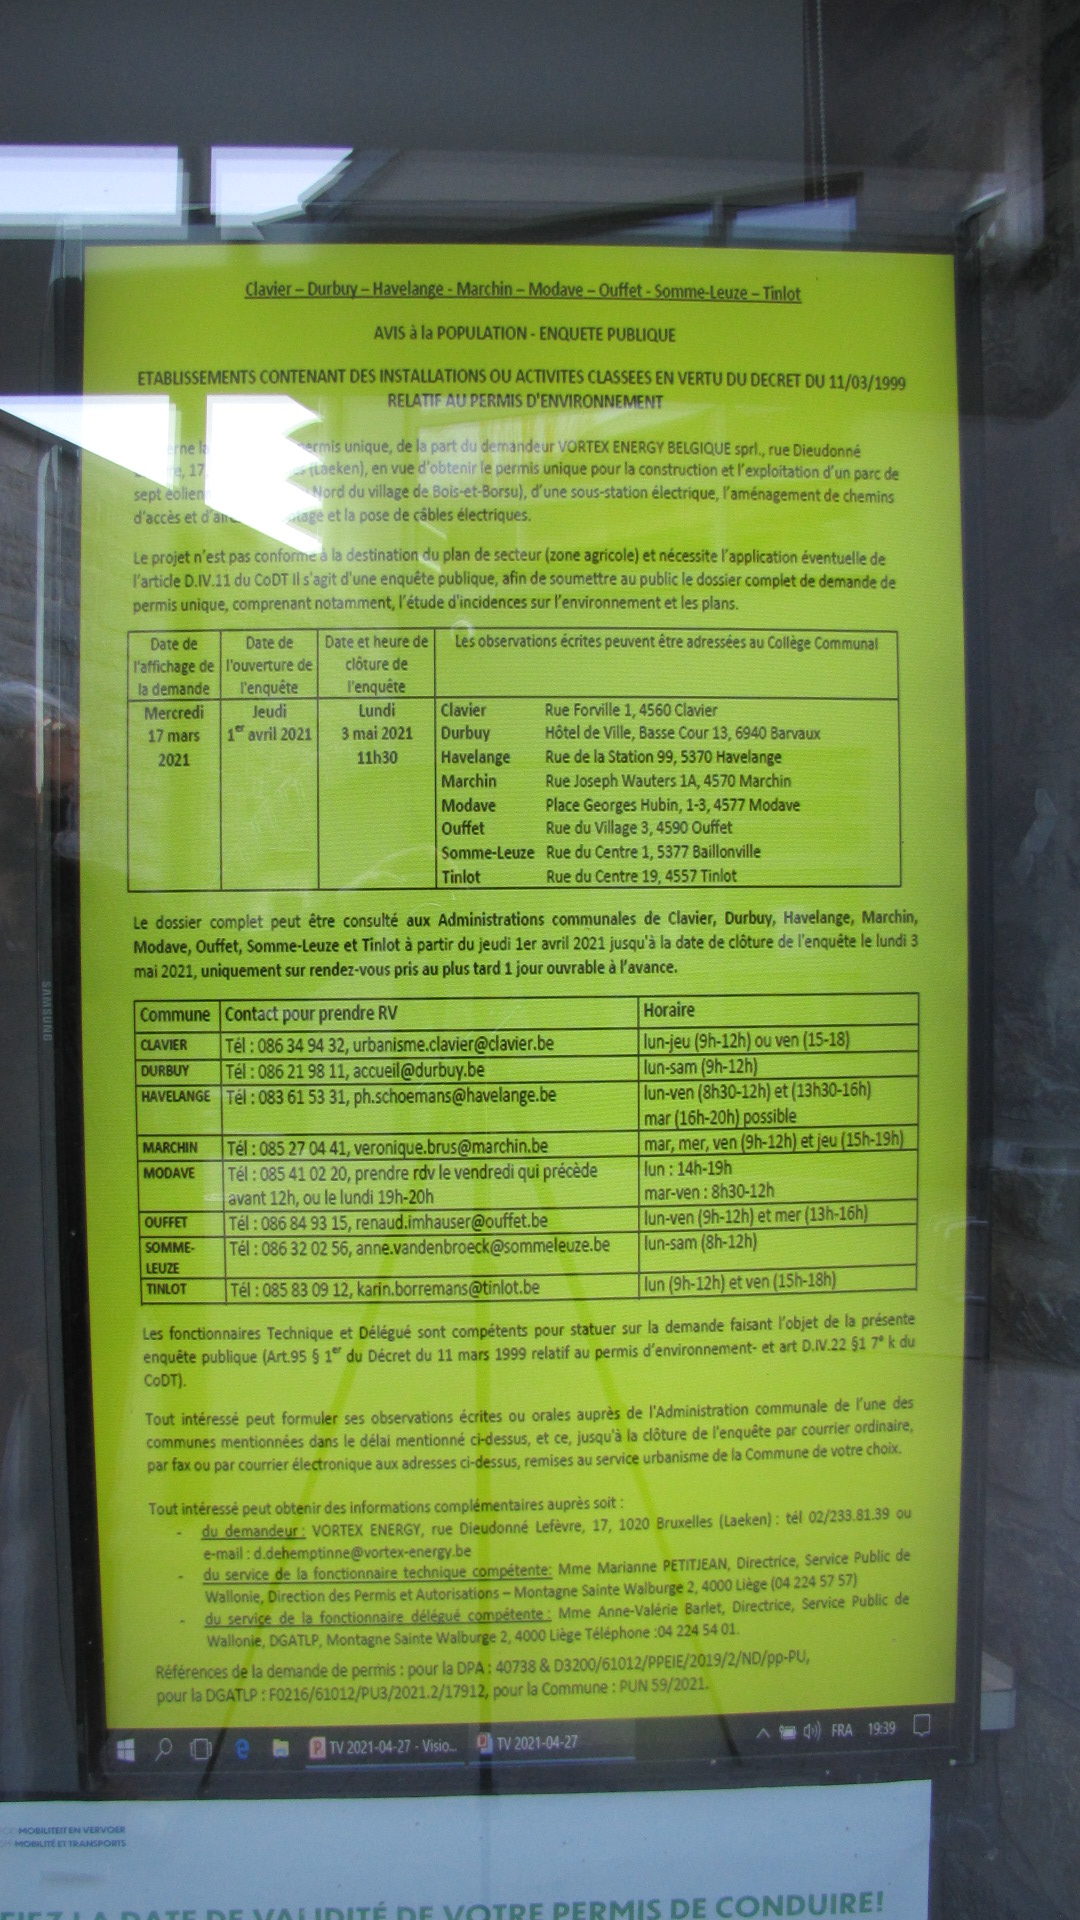 Clavier – Durbuy – Havelange - Marchin – Modave – Ouffet - Somme-Leuze – Tinlot
AVIS à la POPULATION - ENQUETE PUBLIQUE
ETABLISSEMENTS CONTENANT DES INSTALLATIONS OU ACTIVITES CLASSEES EN VERTU DU DECRET DU 11/03/1999
RELATIF AU PERMIS D'ENVIRONNEMENT
unique, de la part du demandeur VORTEX ENERGY BELGIQUE sprl., rue Dieudonné
17, (Laeken), en vue d'obtenir le permis unique pour la construction et l'exploitation d'un parc de
sept Nord du village de Bois-et-Borsu), d'une sous-station électrique, l'aménagement de chemins
d'accès et et la pose de câbles électriques.
Le projet n'est pas conforme à la destination du plan de secteur (zone agricole) et nécessite l'application éventuelle de
l'article D.IV.11 du CoDT Il s'agit d'une enquête publique, afin de soumettre au public le dossier complet de demande de
permis unique, comprenant notamment, l'étude d'incidences sur l'environnement et les plans.
Date de l'affichage de la demande
Date de l'ouverture de l'enquête
Date et heure de clôture de l'enquête
Les observations écrites peuvent être adressées au Collège Communal
Mercredi 17 mars 2021
Jeudi 1er avril 2021
Lundi 3 mai 2021 11h30
Clavier Rue Forville 1, 4560 Clavier
Durbuy Hôtel de Ville, Basse Cour 13, 6940 Barvaux
Havelange Rue de la Station 99, 5370 Havelange
Marchin Rue Joseph Wauters 1A, 4570 Marchin
Modave Place Georges Hubin, 1-3, 4577 Modave
Ouffet Rue du Village 3, 4590 Ouffet
Somme-Leuze Rue du Centre 1, 5377 Baillonville
Tinlot Rue du Centre 19, 4557 Tinlot
Le dossier complet peut être consulté aux Administrations communales de Clavier, Durbuy, Havelange, Marchin,
Modave, Ouffet, Somme-Leuze et Tinlot à partir du jeudi 1er avril 2021 jusqu'à la date de clôture de l'enquête le lundi 3
mai 2021, uniquement sur rendez-vous pris au plus tard 1 jour ouvrable à l'avance.
Commune Contact pour prendre RV Horaire
CLAVIER Tél : 086 34 94 32, urbanisme.clavier@clavier.be lun-jeu (9h-12h) ou ven (15-18)
DURBUY Tél : 086 21 98 11, accueil@durbuy.be lun-sam (9h-12h)
HAVELANGE Tél : 083 61 53 31, ph.schoemans@havelange.be lun-ven (8h30-12h) et (13h30-16h)
mar (16h-20h) possible
MARCHIN Tél : 085 27 04 41, veronique.brus@marchin.be mar, mer, ven (9h-12h) et jeu (15h-19h)
MODAVE Tél : 085 41 02 20, prendre rdv le vendredi qui précède lun : 14h-19h
avant 12h, ou le lundi 19h-20h mar-ven : 8h30-12h
OUFFET Tél : 086 84 93 15, renaud.imhauser@ouffet.be lun-ven (9h-12h) et mer (13h-16h)
SOMME- Tél : 086 32 02 56, anne.vandenbroeck@sommeleuze.be lun-sam (8h-12h)
LEUZE
TINLOT Tél : 085 83 09 12, karin.borremans@tinlot.be lun (9h-12h) et ven (15h-18h)
Les fonctionnaires Technique et Délégué sont compétents pour statuer sur la demande faisant l'objet de la présente
enquête publique (Art.95 § 1er du Décret du 11 mars 1999 relatif au permis d'environnement- et art D.IV.22 §1 7° k du
CoDT).
Tout intéressé peut formuler ses observations écrites ou orales auprès de l'Administration communale de l'une des
communes mentionnées dans le délai mentionné ci-dessus, et ce, jusqu'à la clôture de l'enquête par courrier ordinaire,
par fax ou par courrier électronique aux adresses ci-dessus, remises au service urbanisme de la Commune de votre choix.
Tout intéressé peut obtenir des informations complémentaires auprès soit :
- du demandeur : VORTEX ENERGY, rue Dieudonné Lefèvre, 17, 1020 Bruxelles (Laeken) : tél 02/233.81.39 ou
e-mail : d.dehemptinne@vortex-energy.be
- du service de la fonctionnaire technique compétente: Mme Marianne PETITJEAN, Directrice, Service Public de
Wallonie, Direction des Permis et Autorisations – Montagne Sainte Walburge 2, 4000 Liège (04 224 57 57)
- du service de la fonctionnaire délégué compétente : Mme Anne-Valérie Barlet, Directrice, Service Public de
Wallonie, DGATLP, Montagne Sainte Walburge 2, 4000 Liège Téléphone :04 224 54 01.
Références de la demande de permis : pour la DPA : 40738 & D3200/61012/PPEIE/2019/2/ND/pp-PU,
pour la DGATLP : F0216/61012/PU3/2021.2/17912, pour la Commune : PUN 59/2021.
TV 2021-04-27 - Visio... TV 2021-04-27 FRA 19:39
SAMSUNG
MOBILITEIT EN VERVOER
MOBILITÉ ET TRANSPORTS
LA DATE DE VALIDITÉ DE VOTRE PERMIS DE CONDUIRE!